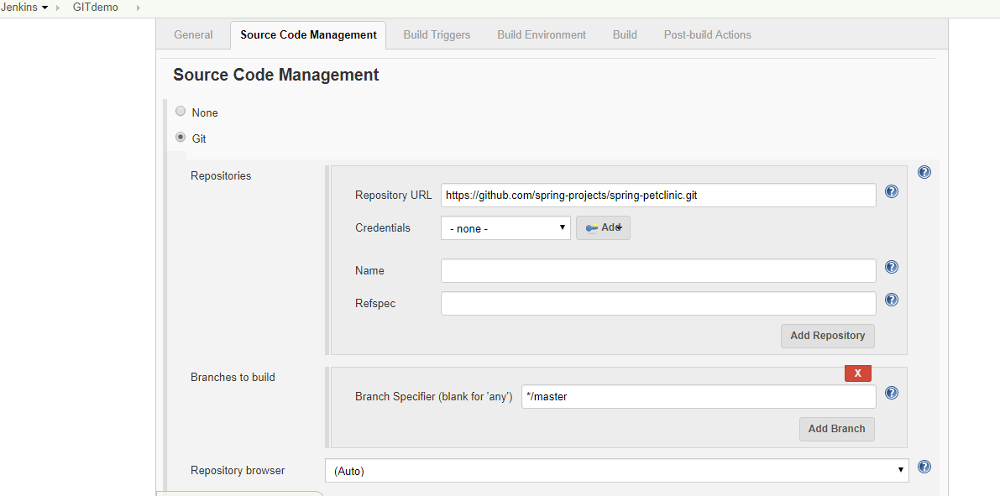 Jenkins GITdemo
General Source Code Management Build Triggers Build Environment Build Post-build Actions
Source Code Management
None
Git
Repositories
Repository URL https://github.com/spring-projects/spring-petclinic.git
Credentials - none - Add
Name
Refspec
Add Repository
Branches to build
X
Branch Specifier (blank for 'any') */master
Add Branch
Repository browser (Auto)